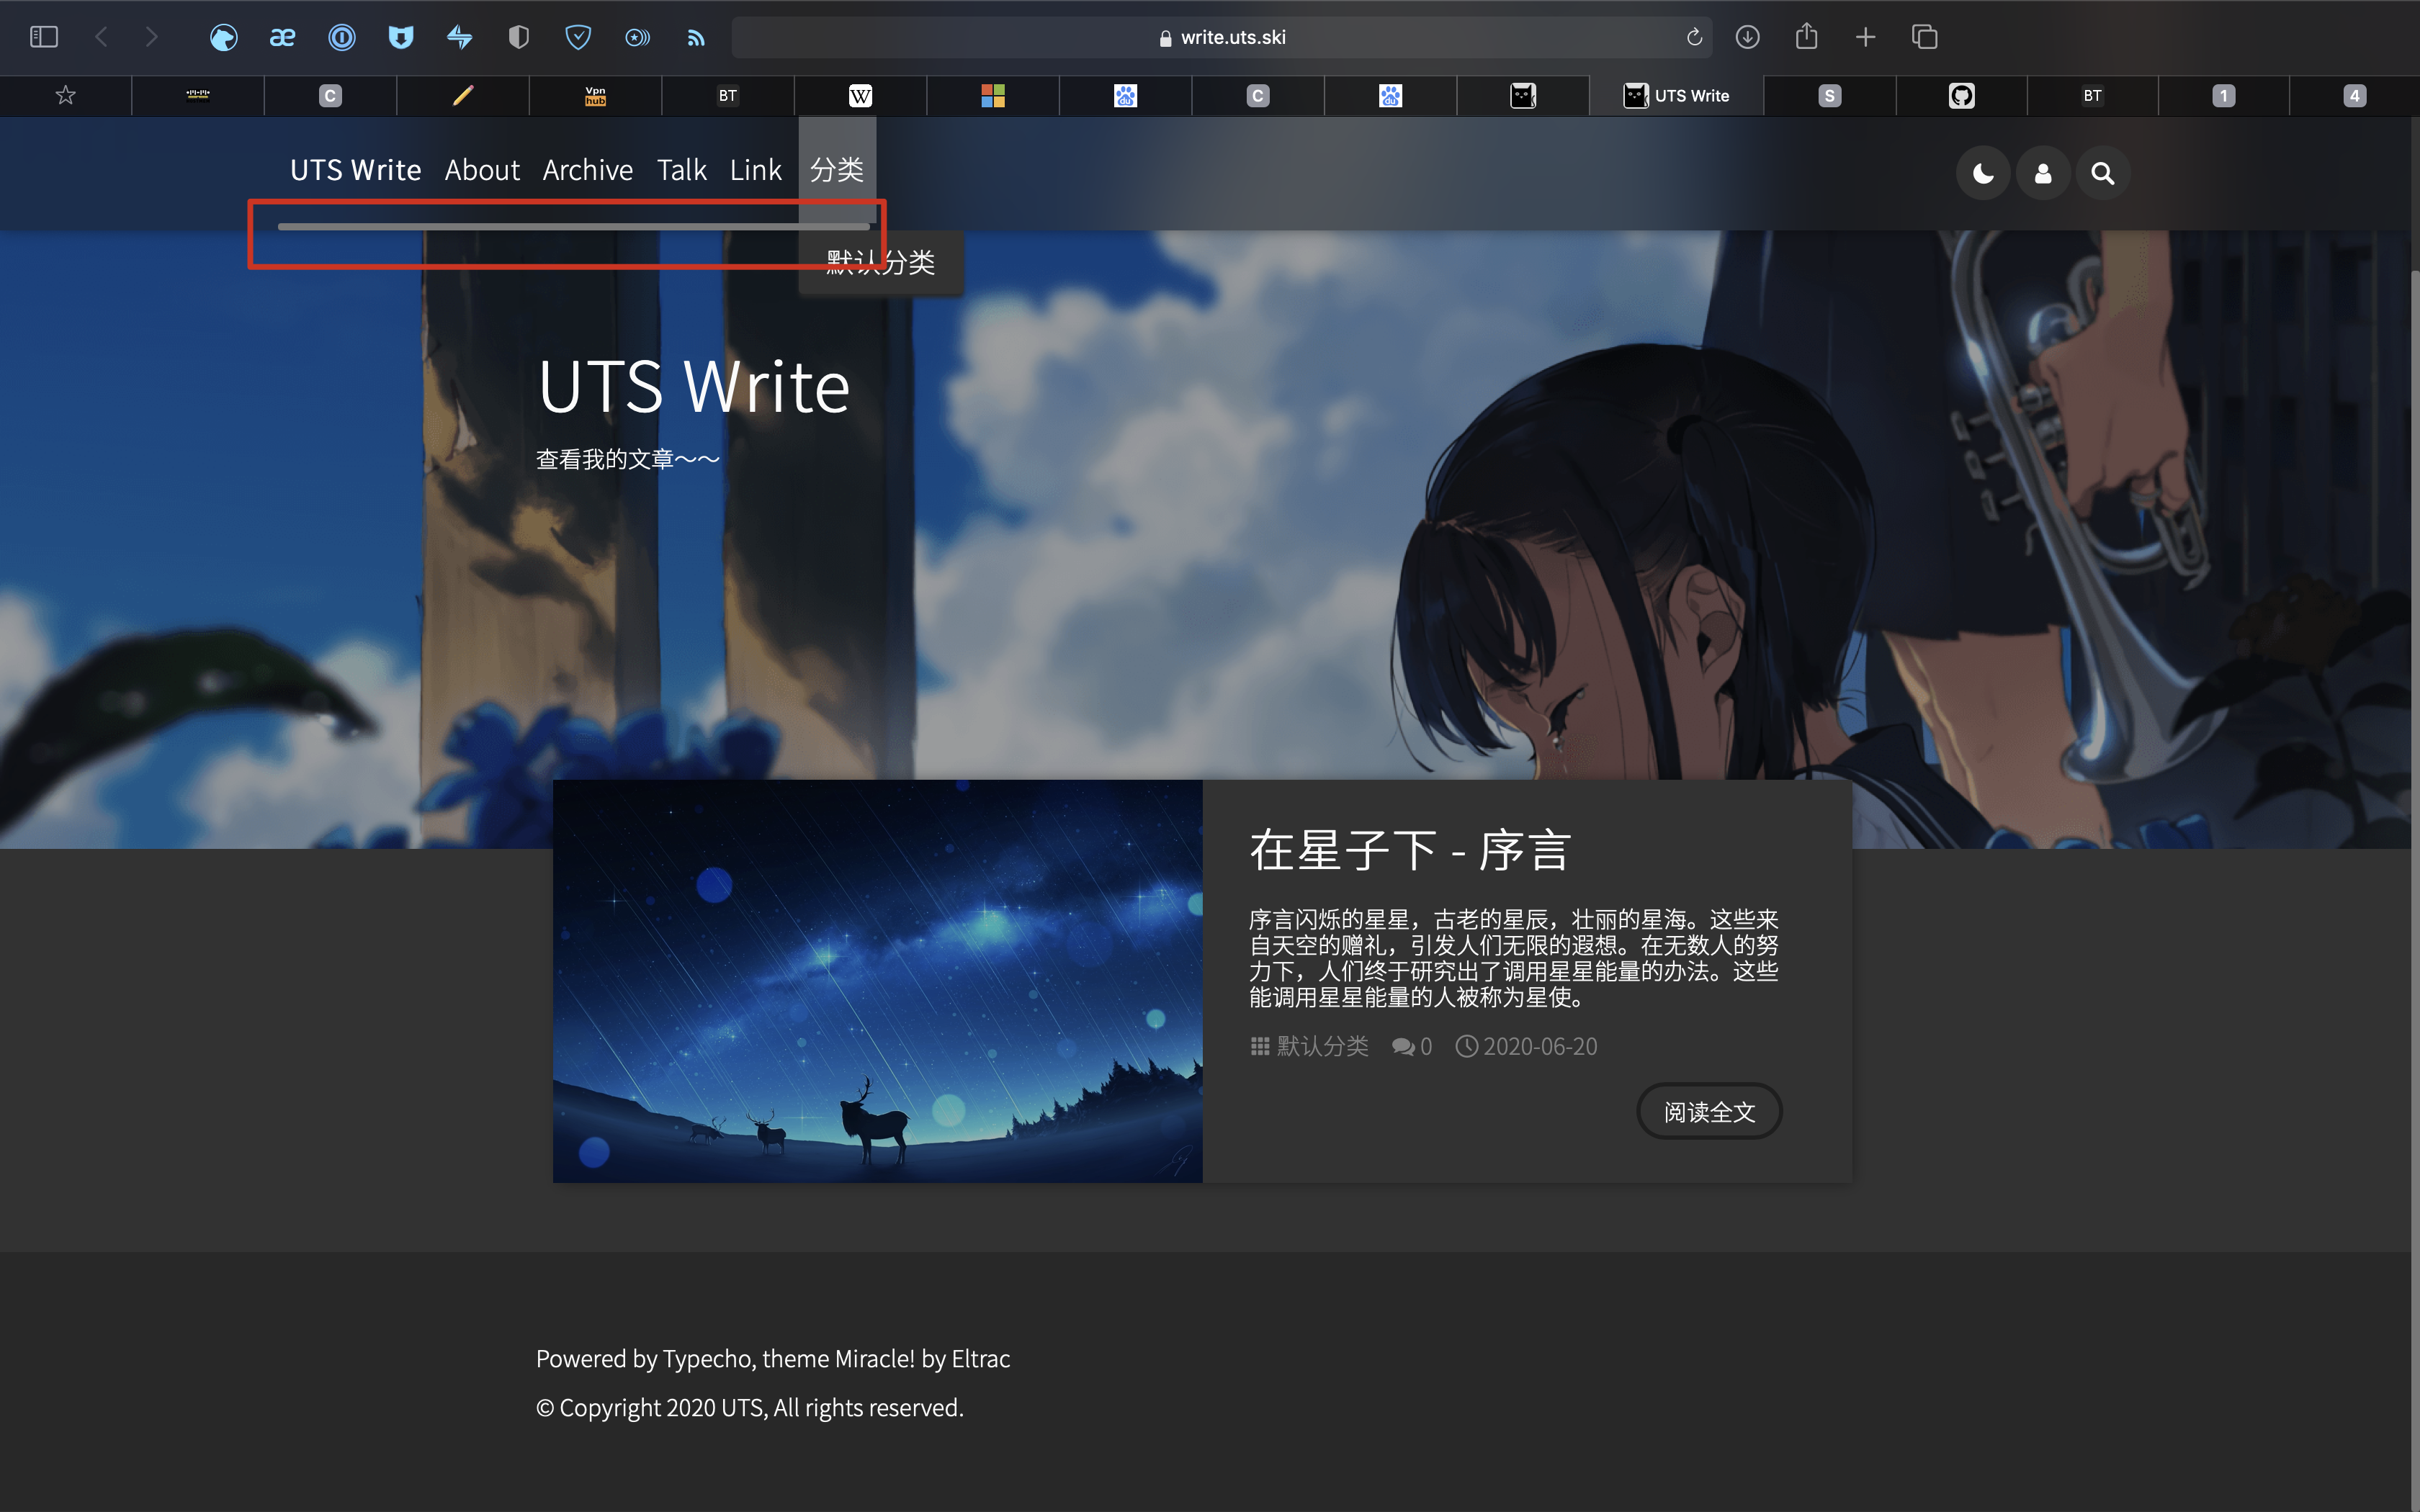 write.uts.ski
C
Vpn
hub
BT
W
du
C
du
UTS Write
S
BT
1
4
UTS Write About Archive Talk Link 分类
默认分类
UTS Write
查看我的文章～～
在星子下 - 序言
序言闪烁的星星，古老的星辰，壮丽的星海。这些来
自天空的赠礼，引发人们无限的遐想。在无数人的努
力下，人们终于研究出了调用星星能量的办法。这些
能调用星星能量的人被称为星使。
默认分类 0 2020-06-20
阅读全文
Powered by Typecho, theme Miracle! by Eltrac
© Copyright 2020 UTS, All rights reserved.